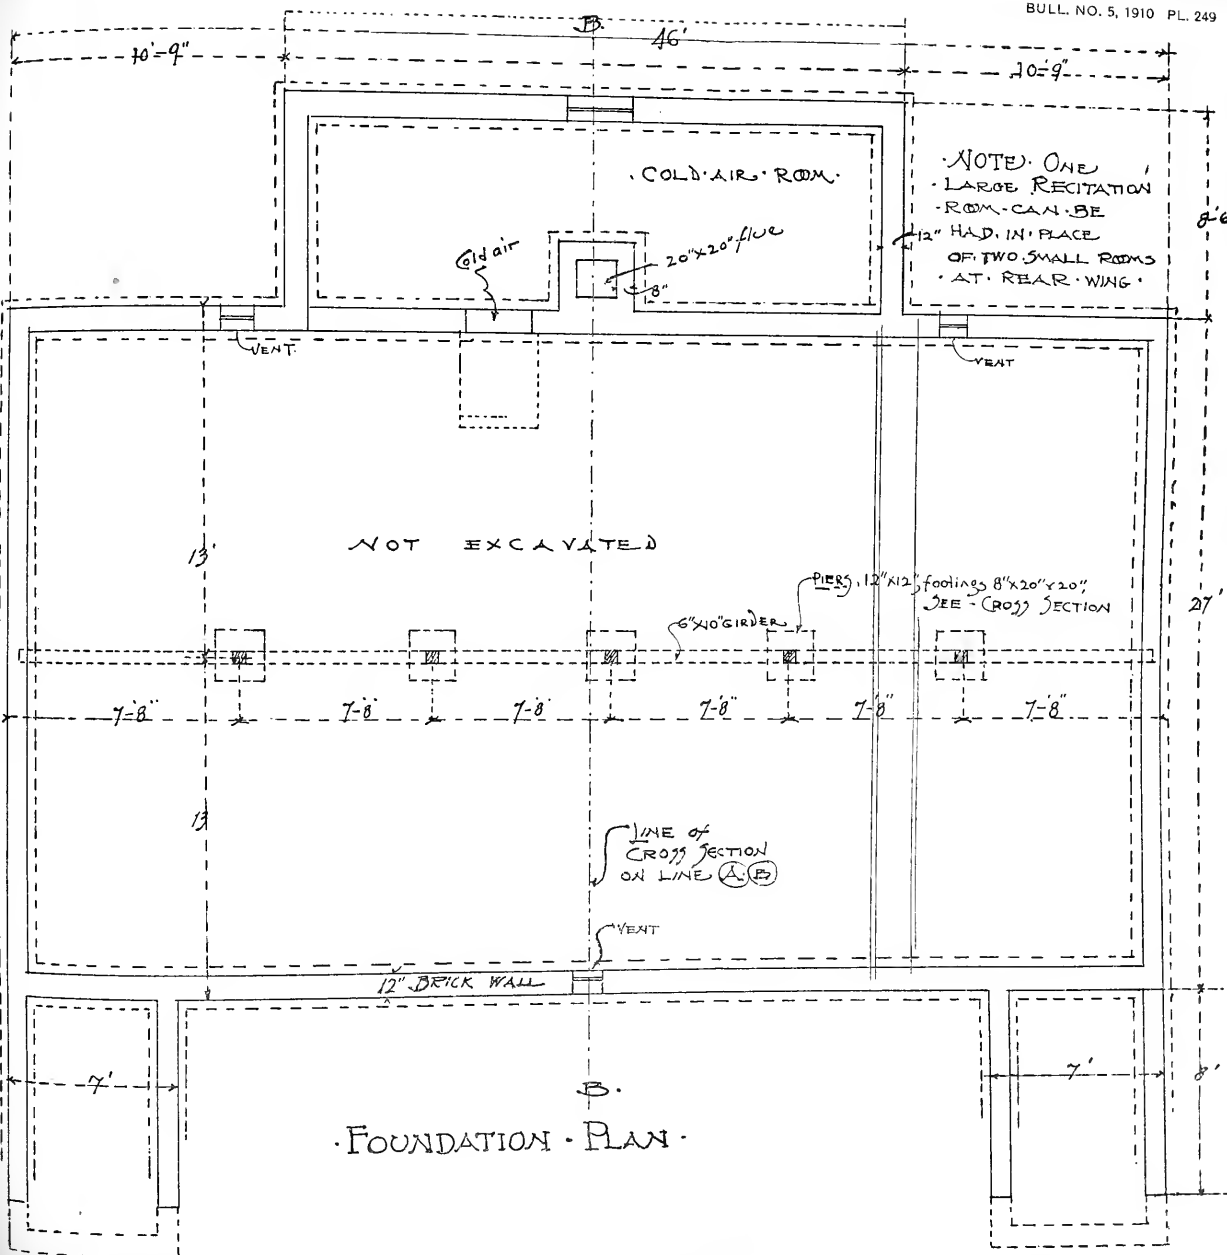 BULL. NO. 5, 1910 PL. 249
B.
46'
10'-9"
10'-9"
·COLD·AIR·ROOM·
·NOTE· ONE
·LARGE RECITATION
·ROOM·CAN·BE
HAD·IN·PLACE
OF·TWO·SMALL ROOMS
·AT·REAR·WING·
8'6
12"
Cold air
20"x20" flue
8"
VENT.
VENT
13'
NOT EXCAVATED
PIERS, 12"x12", footings 8"x20"x20",
SEE - CROSS SECTION
27'
6"x10" GIRDER
7'-8" 7'-8" 7'-8" 7'-8" 7'-8" 7'-8"
13
LINE of
CROSS SECTION
ON LINE A·B
VENT
12" BRICK WALL
7'
7'
8'
B.
·FOUNDATION·PLAN·